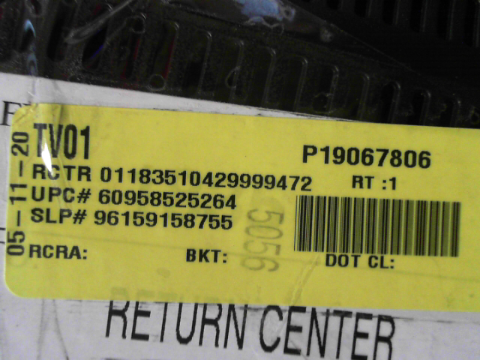 05-11-20
TV01
P19067806
RCTR 01183510429999472
RT :1
UPC# 60958525264
SLP# 96159158755
5056
RCRA:
BKT:
DOT CL:
RETURN CENTER